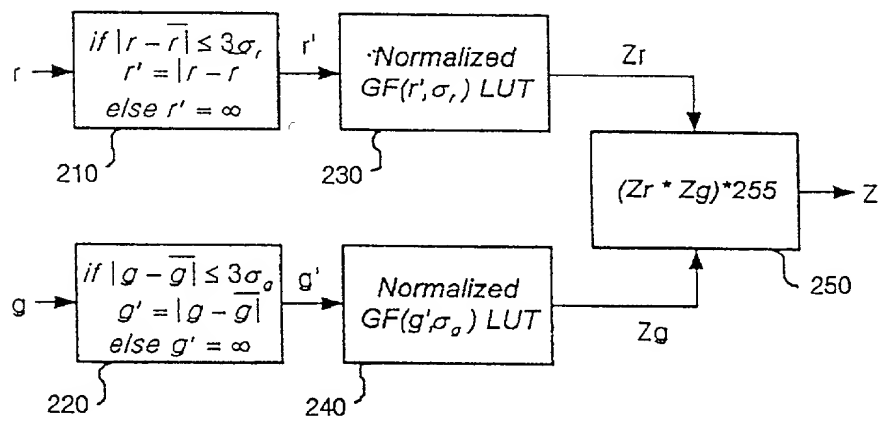 if |r − r̅| ≤ 3σᵣ
r' = |r − r
else r' = ∞
r
r'
Normalized
GF(r',σᵣ) LUT
Zr
210
230
(Zr * Zg)*255
Z
250
if |g − g̅| ≤ 3σg
g' = |g − g̅|
else g' = ∞
g
g'
Normalized
GF(g',σg) LUT
Zg
220
240